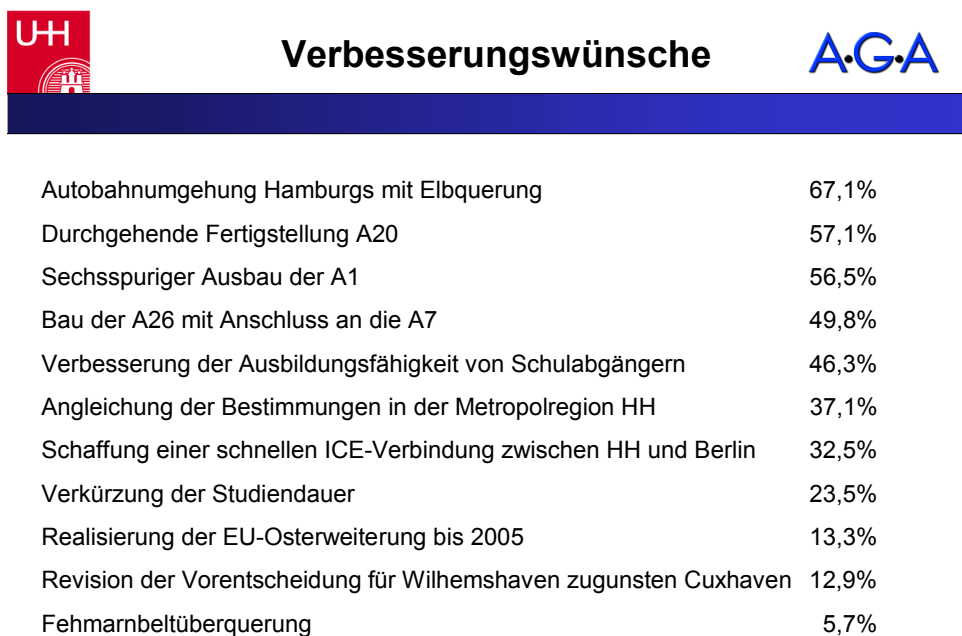 UHH
Verbesserungswünsche
A•G•A
Autobahnumgehung Hamburgs mit Elbquerung 67,1%
Durchgehende Fertigstellung A20 57,1%
Sechsspuriger Ausbau der A1 56,5%
Bau der A26 mit Anschluss an die A7 49,8%
Verbesserung der Ausbildungsfähigkeit von Schulabgängern 46,3%
Angleichung der Bestimmungen in der Metropolregion HH 37,1%
Schaffung einer schnellen ICE-Verbindung zwischen HH und Berlin 32,5%
Verkürzung der Studiendauer 23,5%
Realisierung der EU-Osterweiterung bis 2005 13,3%
Revision der Vorentscheidung für Wilhemshaven zugunsten Cuxhaven 12,9%
Fehmarnbeltüberquerung 5,7%